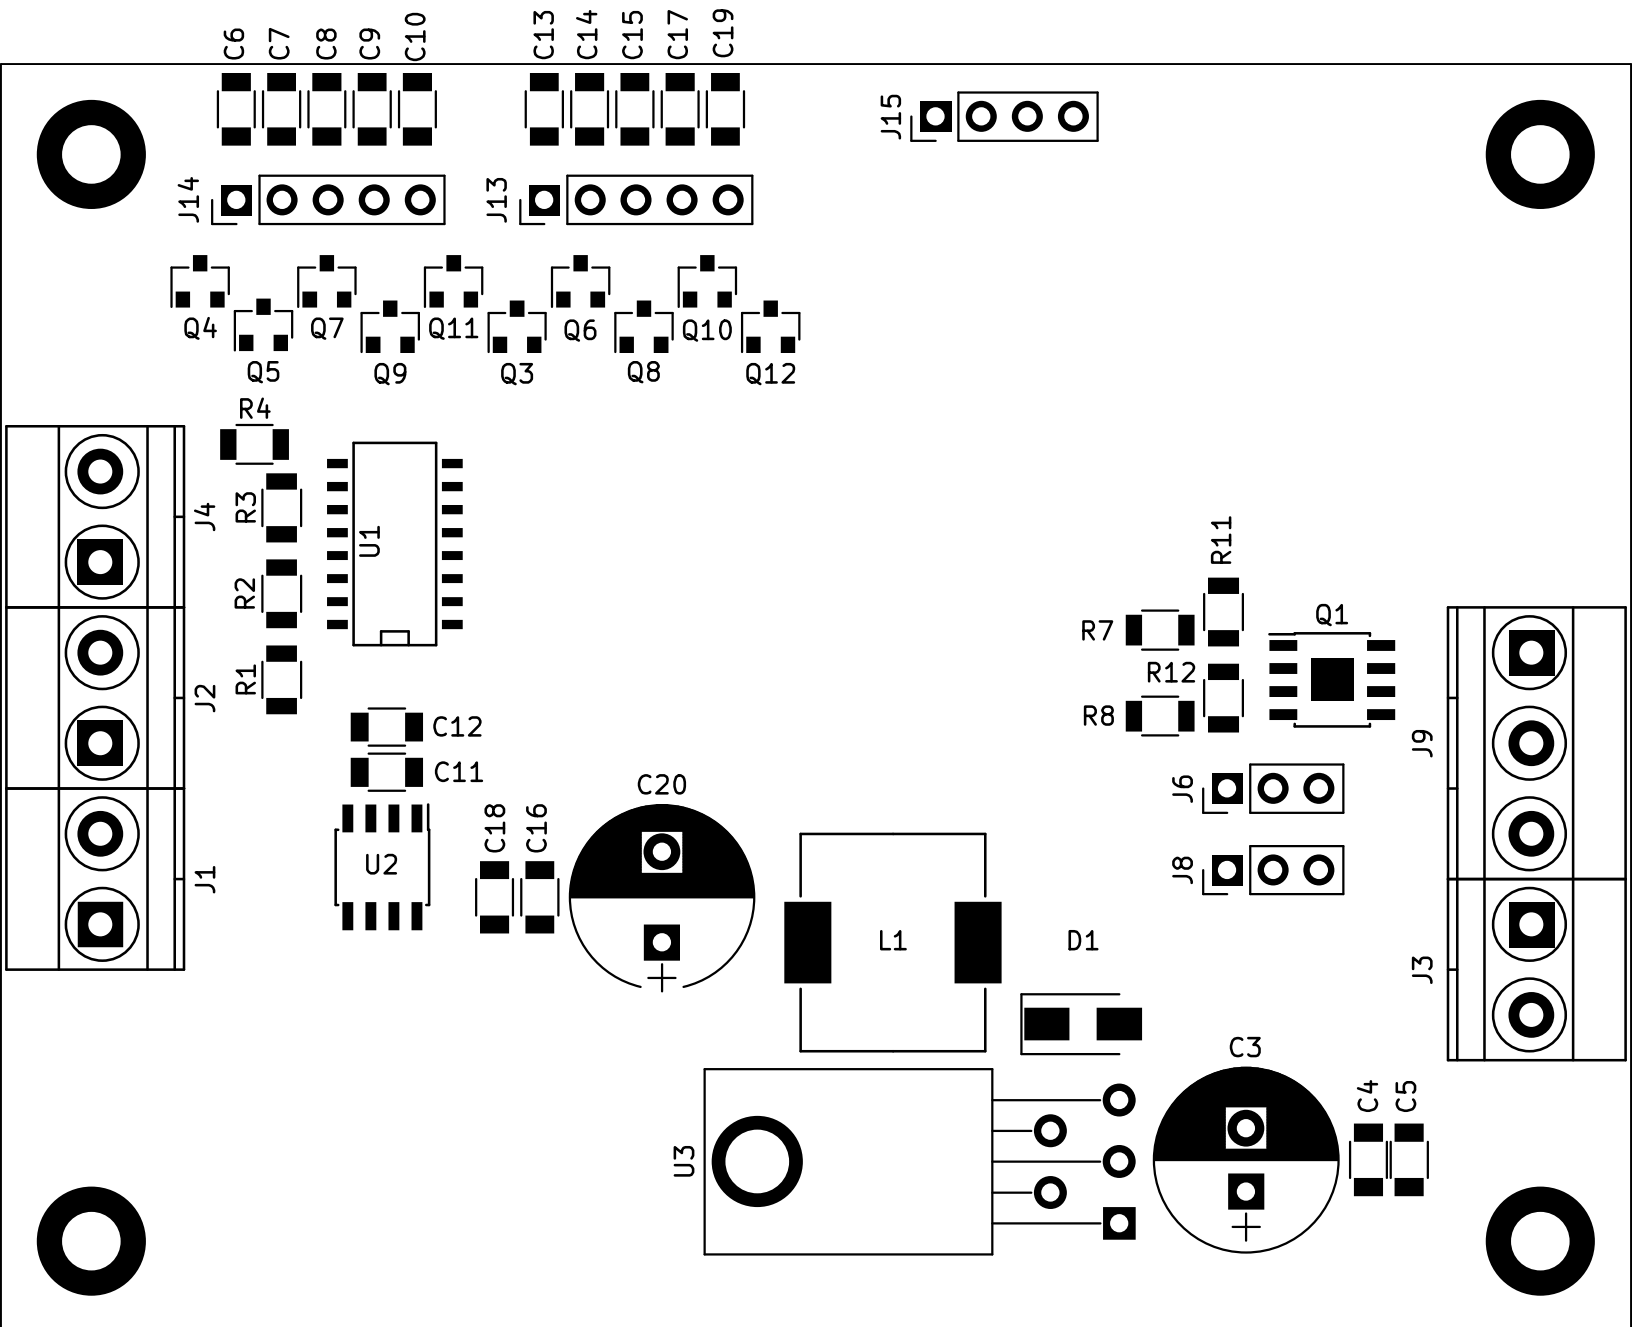 C6 C7 C8 C9 C10 C13 C14 C15 C17 C19
J15
J14 J13
Q4 Q7 Q11 Q6 Q10
Q5 Q9 Q3 Q8 Q12
R4
J4 R3 U1 R11
R2
R7 Q1
J2 R1 R12
C12 R8 J9
C11 C20 J6
C18 C16
J1 U2 J8
L1 D1 J3
C3
C4 C5
U3